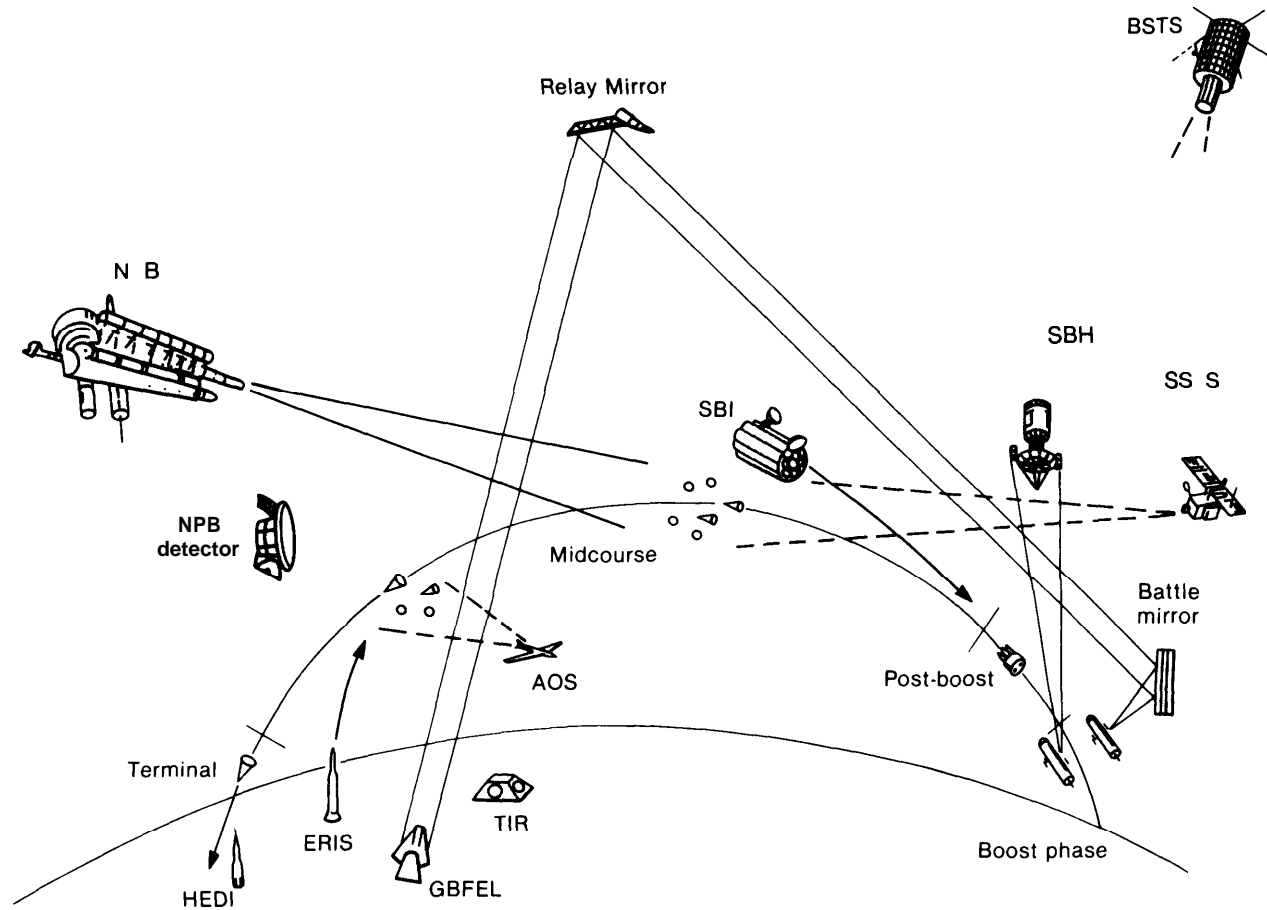 BSTS
Relay Mirror
N B
SBH
SS S
SBI
NPB
detector
Midcourse
Battle
mirror
AOS
Post-boost
Terminal
TIR
ERIS
Boost phase
HEDI
GBFEL